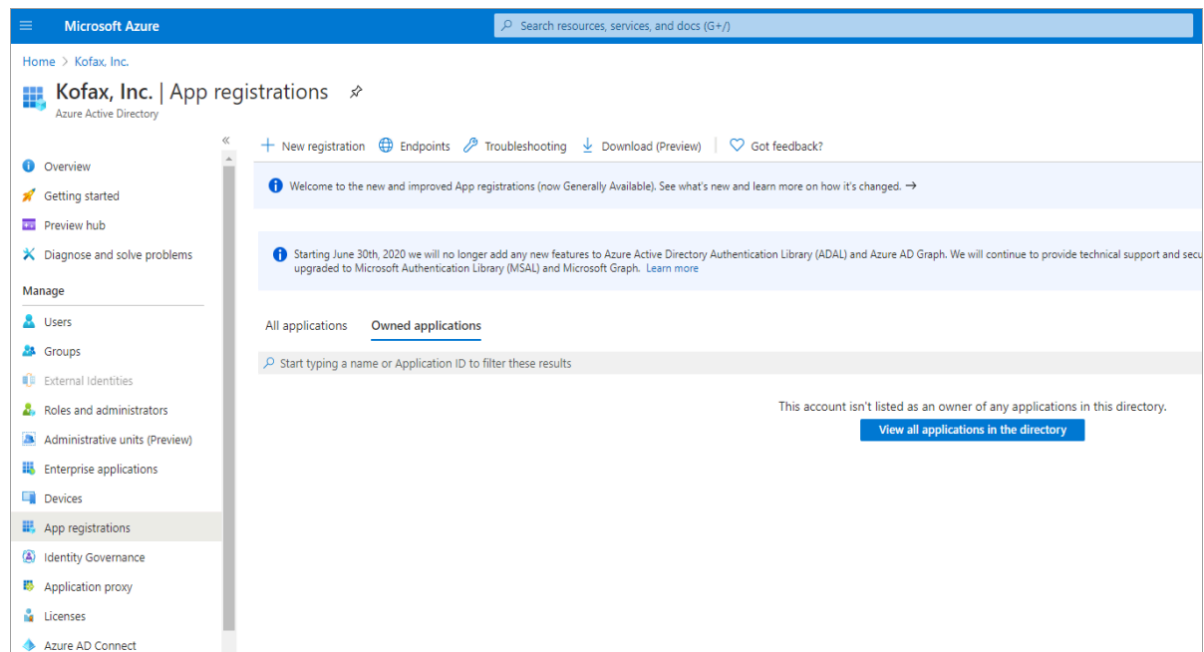 Microsoft Azure
Search resources, services, and docs (G+/)
Home > Kofax, Inc.
Kofax, Inc. | App registrations
Azure Active Directory
«
New registration Endpoints Troubleshooting Download (Preview) Got feedback?
Overview
Getting started
Preview hub
Diagnose and solve problems
Manage
Users
Groups
External Identities
Roles and administrators
Administrative units (Preview)
Enterprise applications
Devices
App registrations
Identity Governance
Application proxy
Licenses
Azure AD Connect
Welcome to the new and improved App registrations (now Generally Available). See what's new and learn more on how it's changed. →
Starting June 30th, 2020 we will no longer add any new features to Azure Active Directory Authentication Library (ADAL) and Azure AD Graph. We will continue to provide technical support and secu
upgraded to Microsoft Authentication Library (MSAL) and Microsoft Graph. Learn more
All applications Owned applications
Start typing a name or Application ID to filter these results
This account isn't listed as an owner of any applications in this directory.
View all applications in the directory